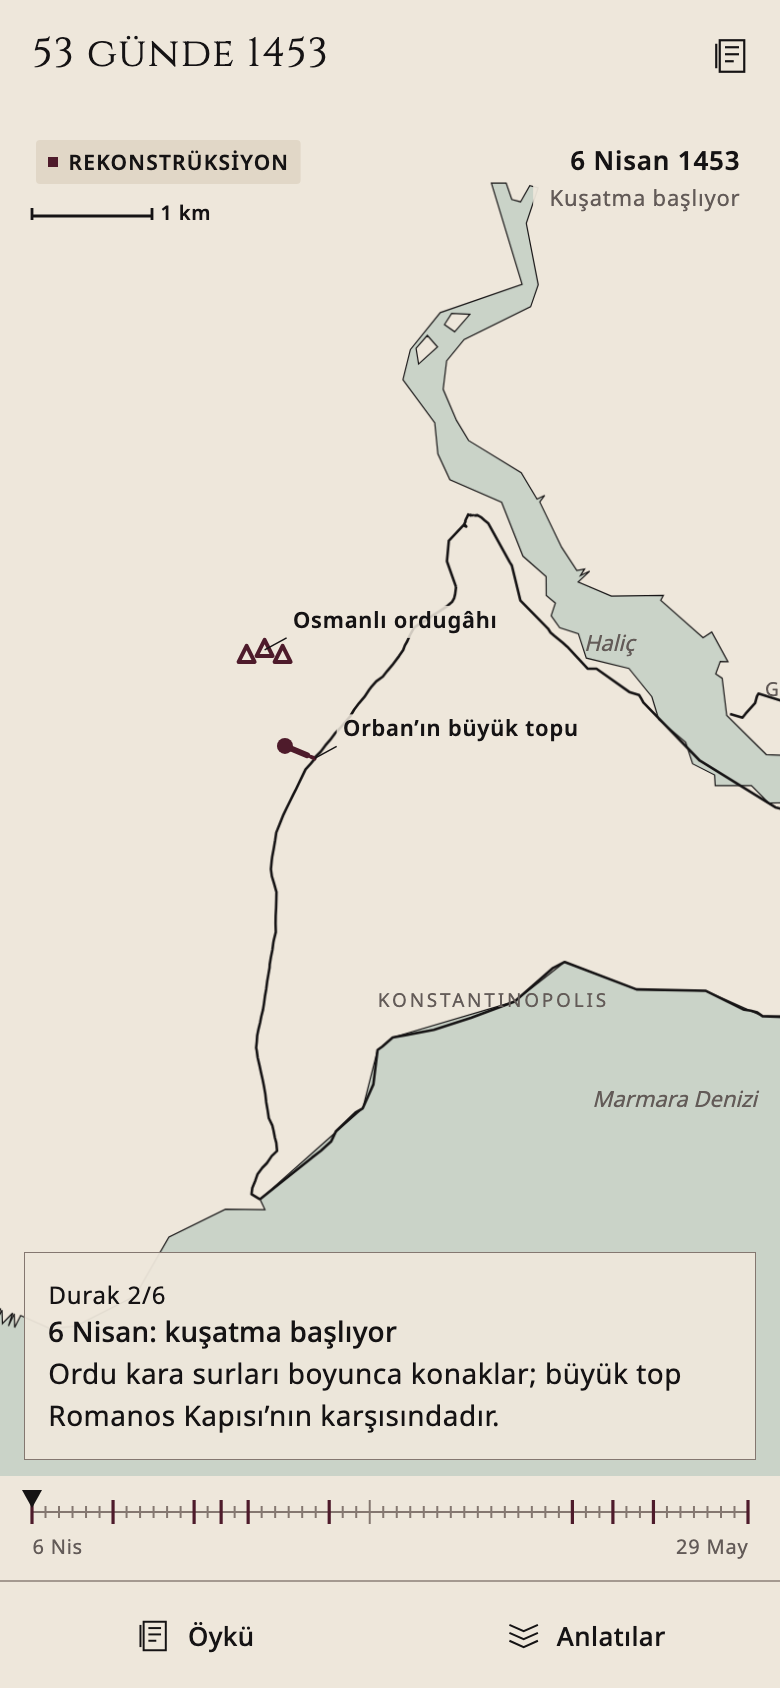 53 GÜNDE 1453
REKONSTRÜKSİYON
6 Nisan 1453
Kuşatma başlıyor
1 km
Osmanlı ordugâhı
Haliç
G
Orban’ın büyük topu
KONSTANTINOPOLIS
Marmara Denizi
Durak 2/6
6 Nisan: kuşatma başlıyor
Ordu kara surları boyunca konaklar; büyük top
Romanos Kapısı’nın karşısındadır.
6 Nis
29 May
Öykü
Anlatılar